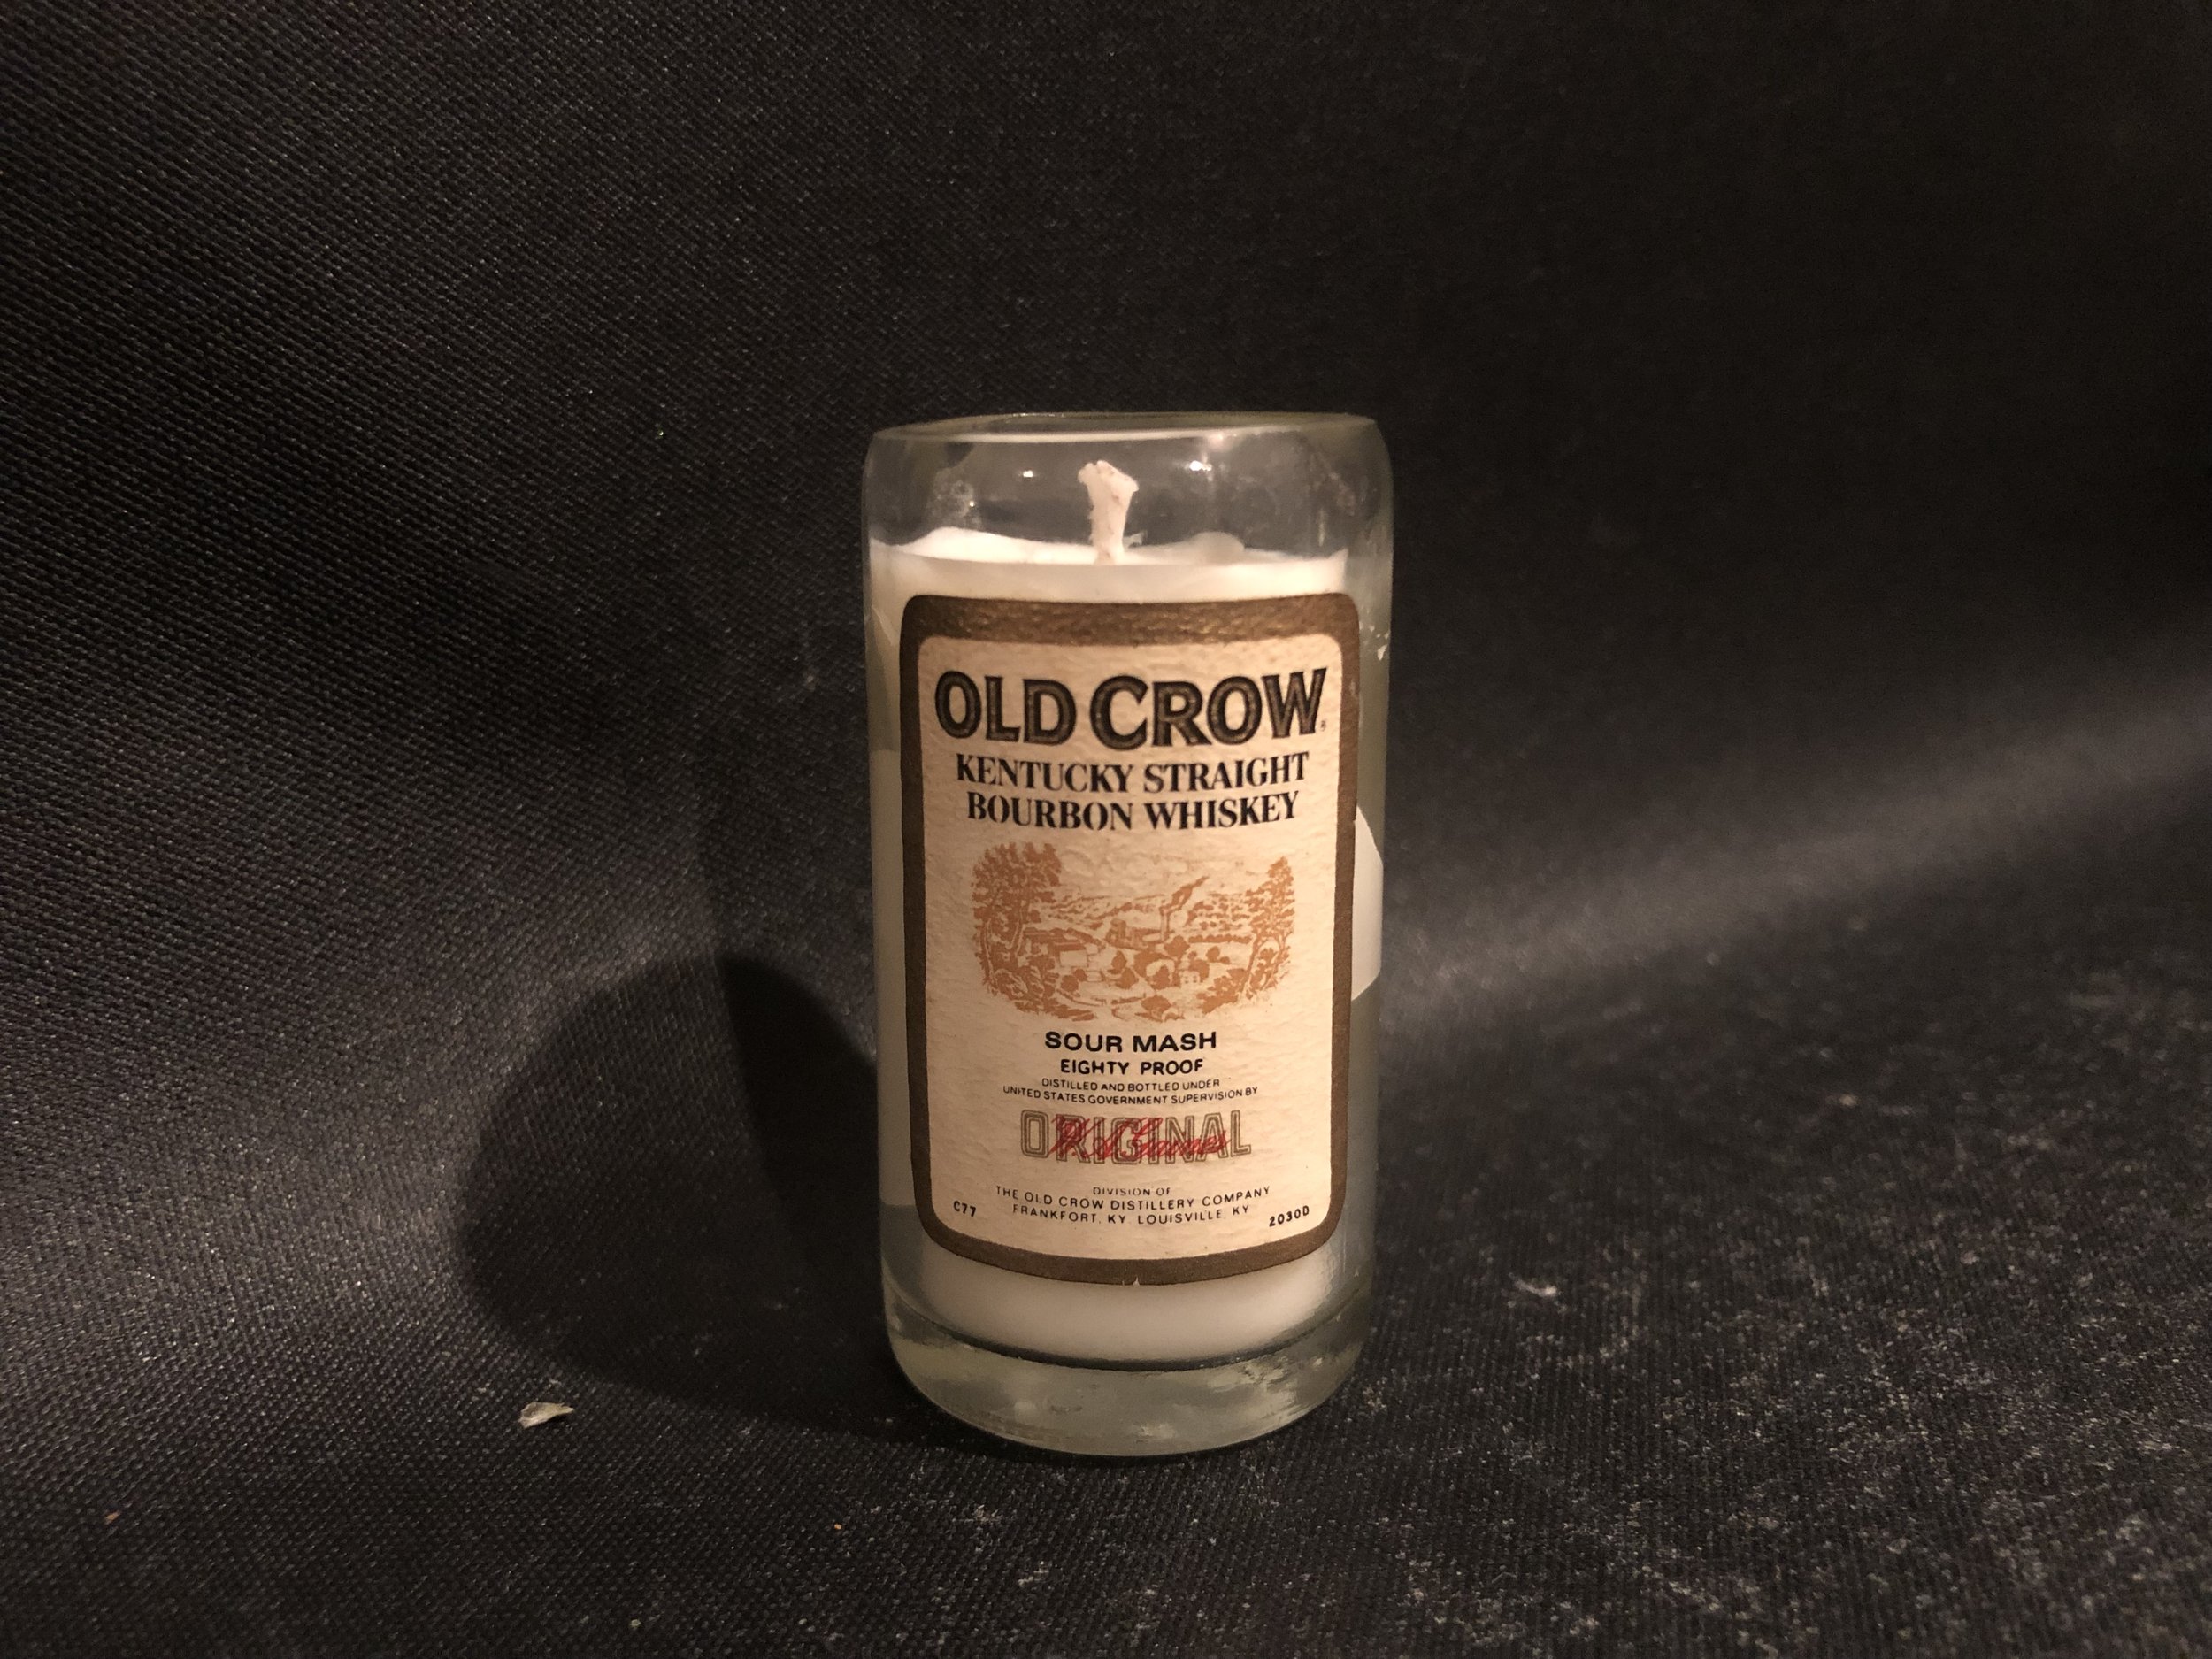 OLD CROW®
KENTUCKY STRAIGHT
BOURBON WHISKEY
SOUR MASH
EIGHTY PROOF
DISTILLED AND BOTTLED UNDER
UNITED STATES GOVERNMENT SUPERVISION BY
ORIGINAL
W. A. Gaines
DIVISION OF
THE OLD CROW DISTILLERY COMPANY
FRANKFORT, KY. LOUISVILLE, KY
C77 2030D